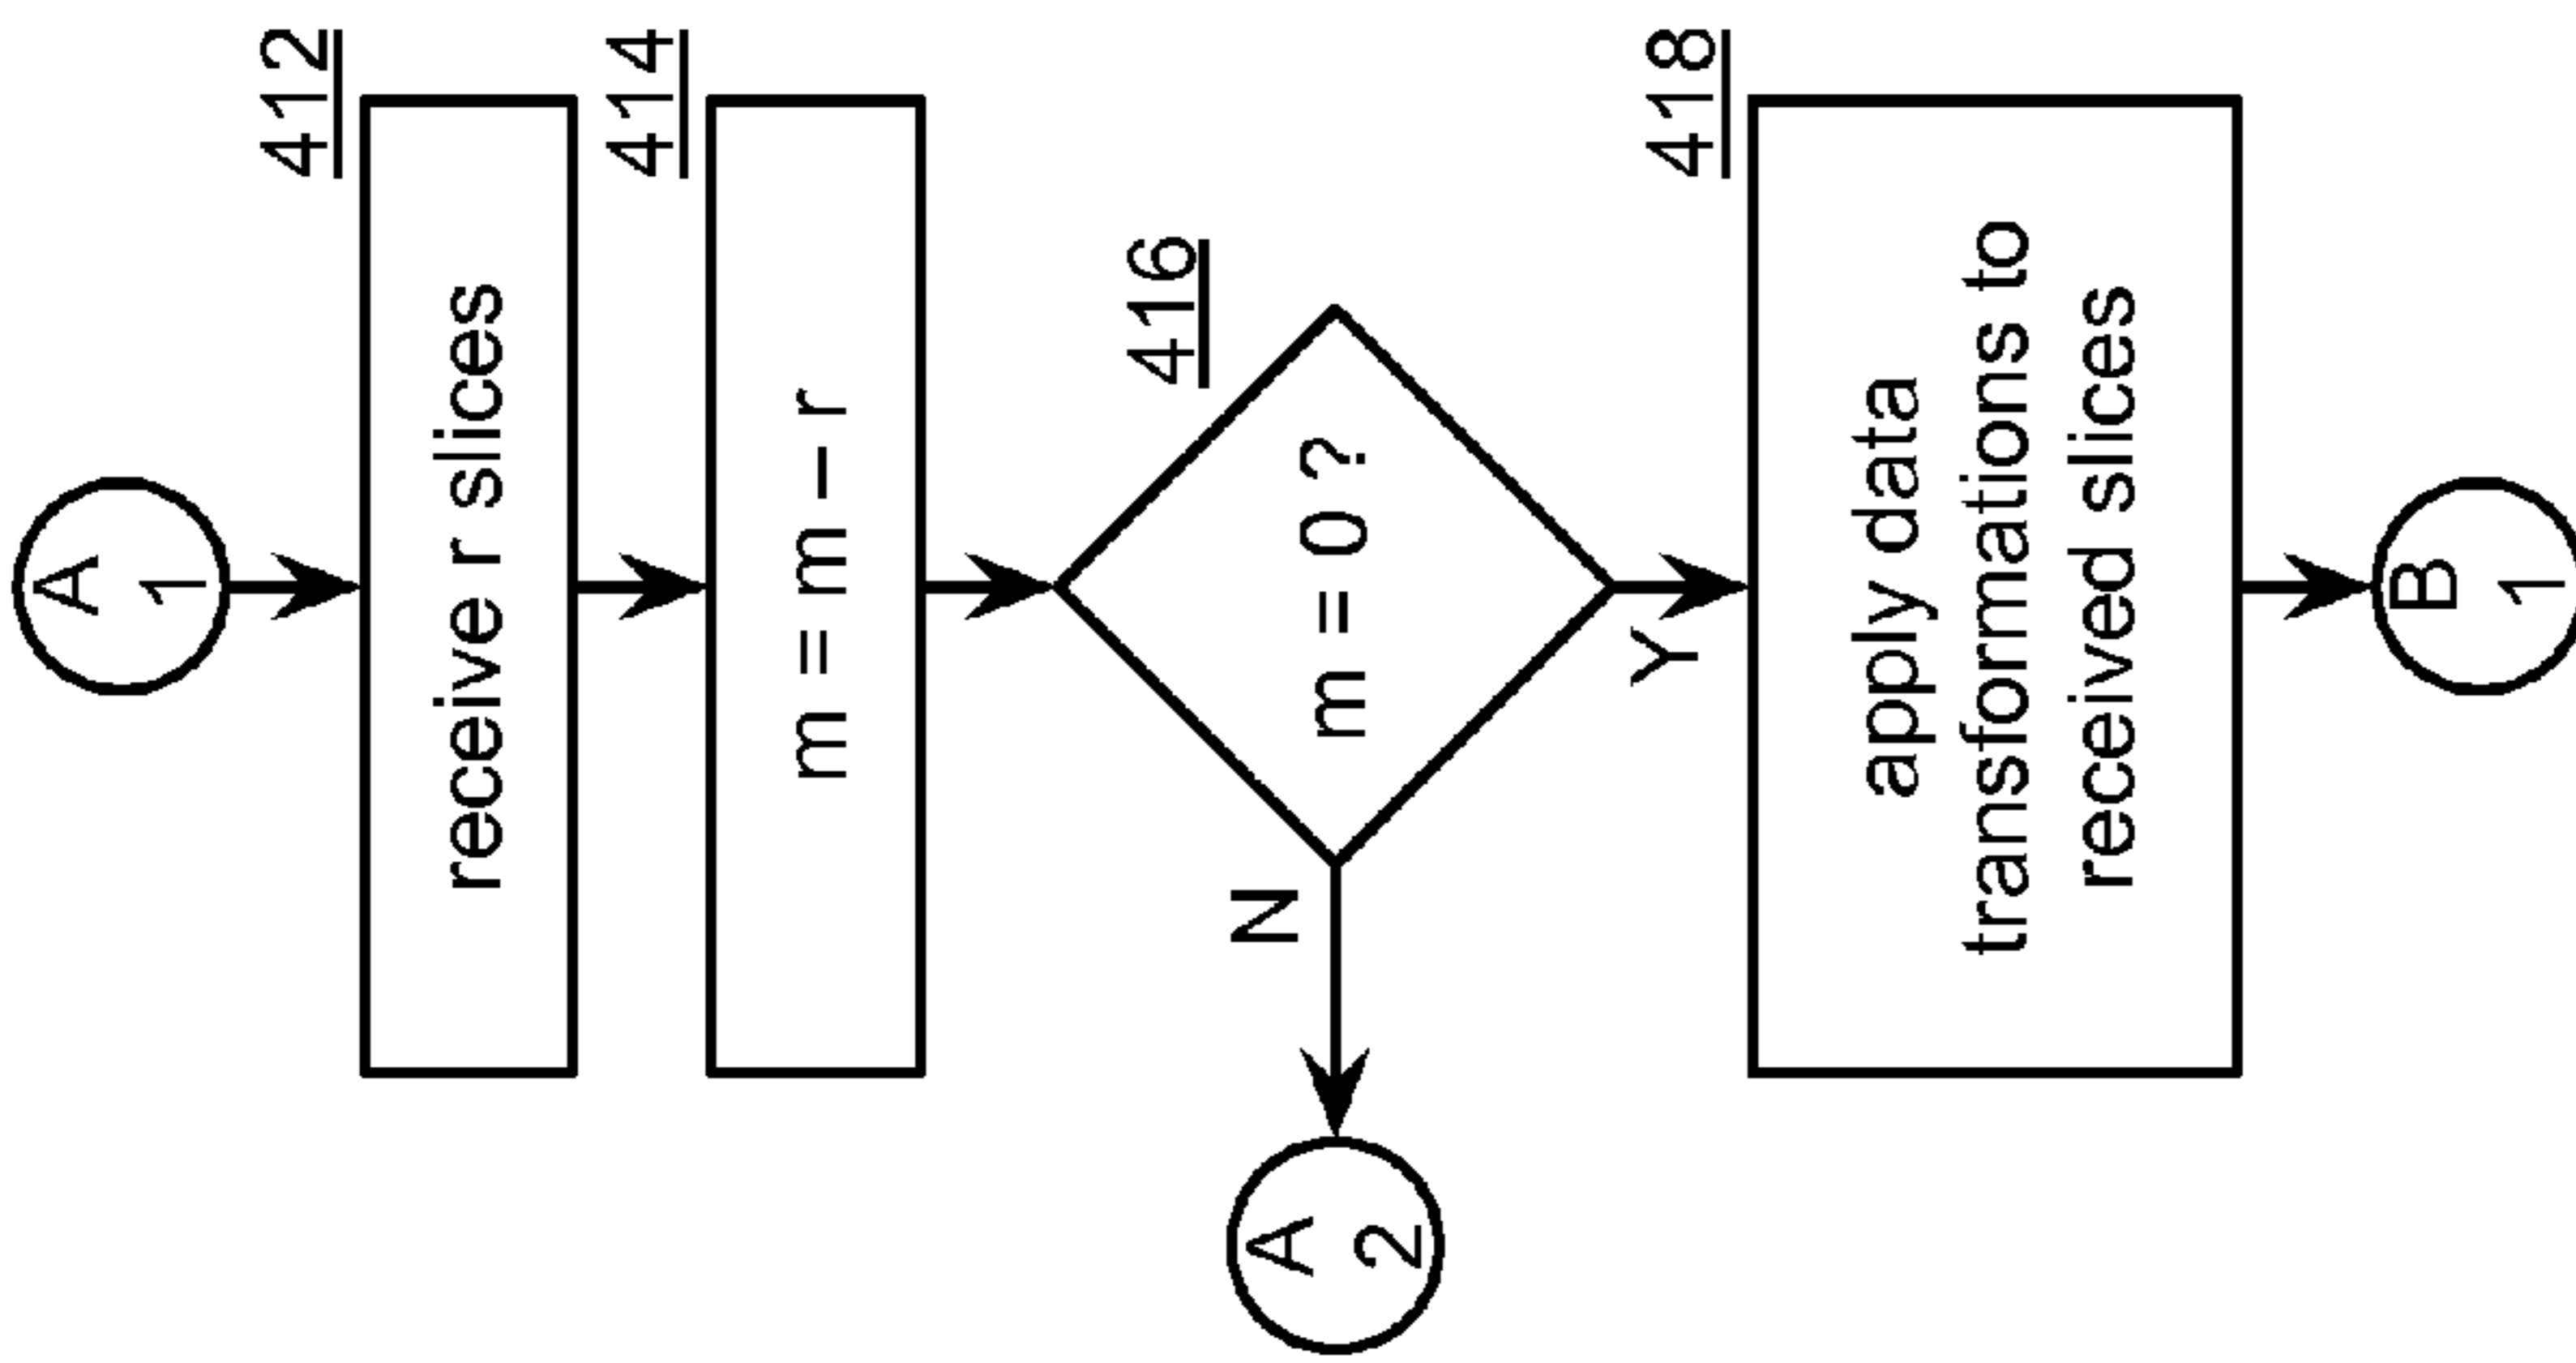 A
1
412
receive r slices
414
m = m – r
416
m = 0 ?
N
A
2
Y
418
apply data
transformations to
received slices
B
1